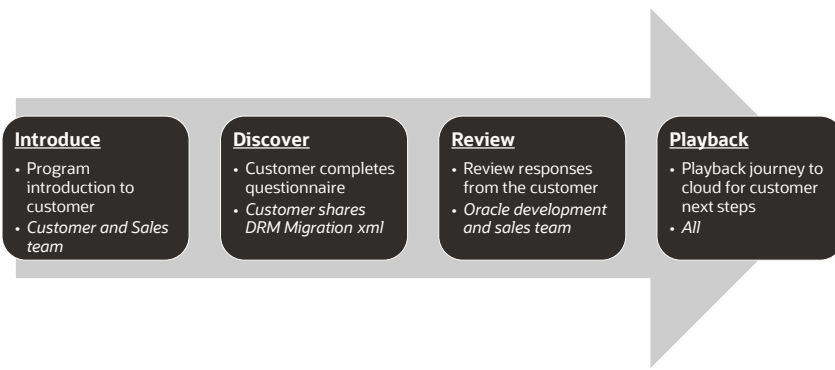 Introduce
• Program
introduction to
customer
• Customer and Sales
team
Discover
• Customer completes
questionnaire
• Customer shares
DRM Migration xml
Review
• Review responses
from the customer
• Oracle development
and sales team
Playback
• Playback journey to
cloud for customer
next steps
• All